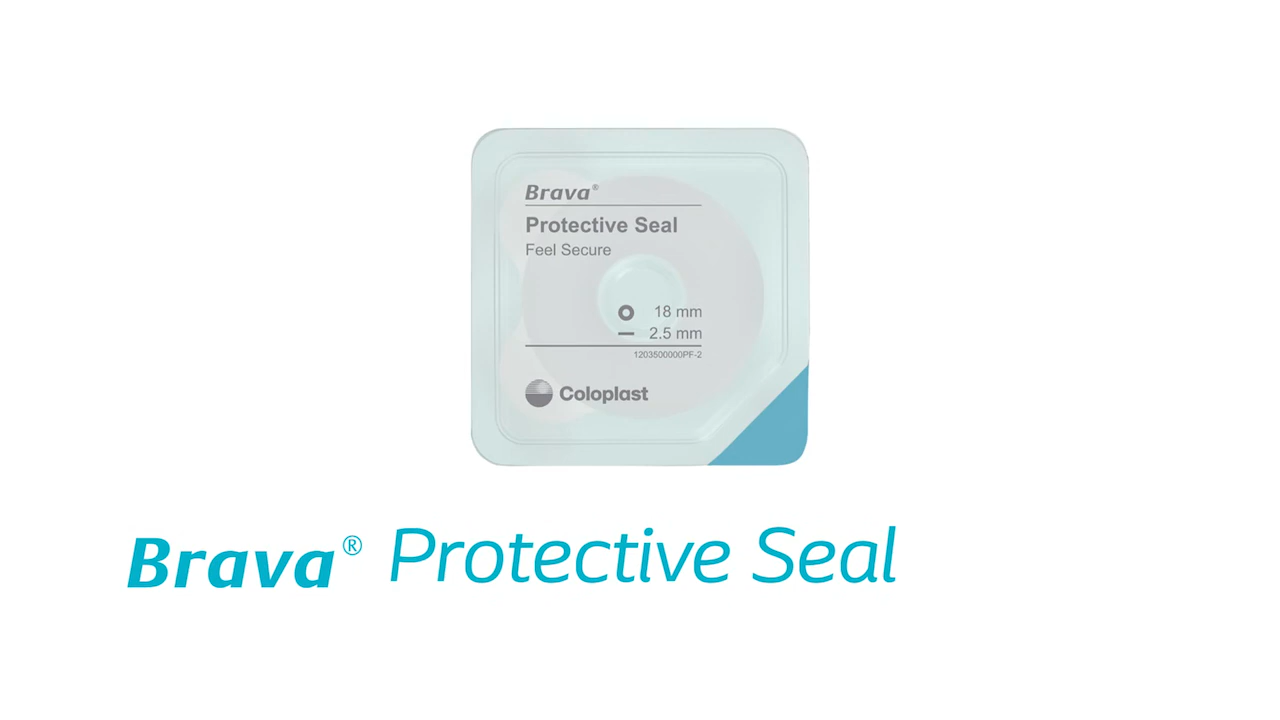 Brava®
Protective Seal
Feel Secure
18 mm
2.5 mm
1203500000PF-2
Coloplast
Brava® Protective Seal